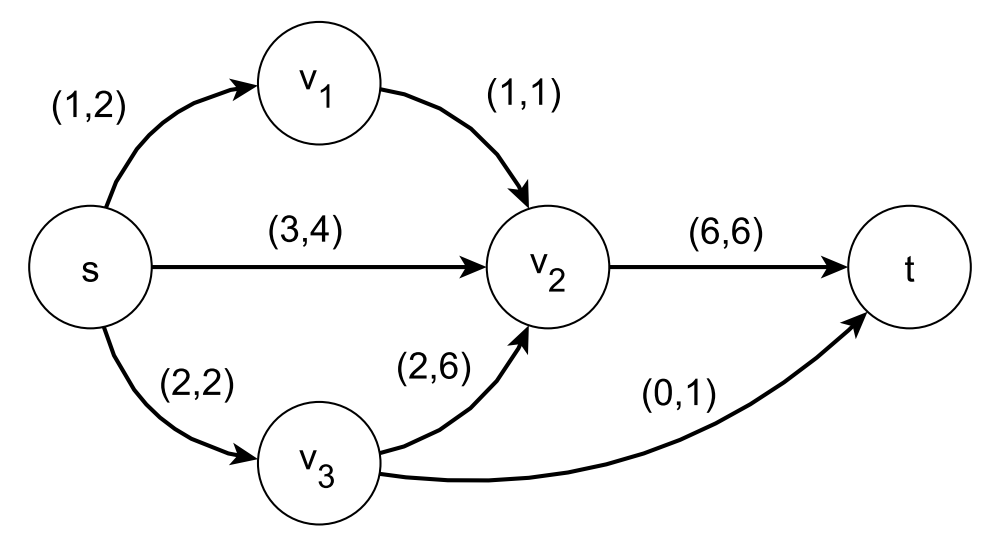 v1
(1,2)
(1,1)
(3,4)
(6,6)
s
v2
t
(2,2)
(2,6)
(0,1)
v3